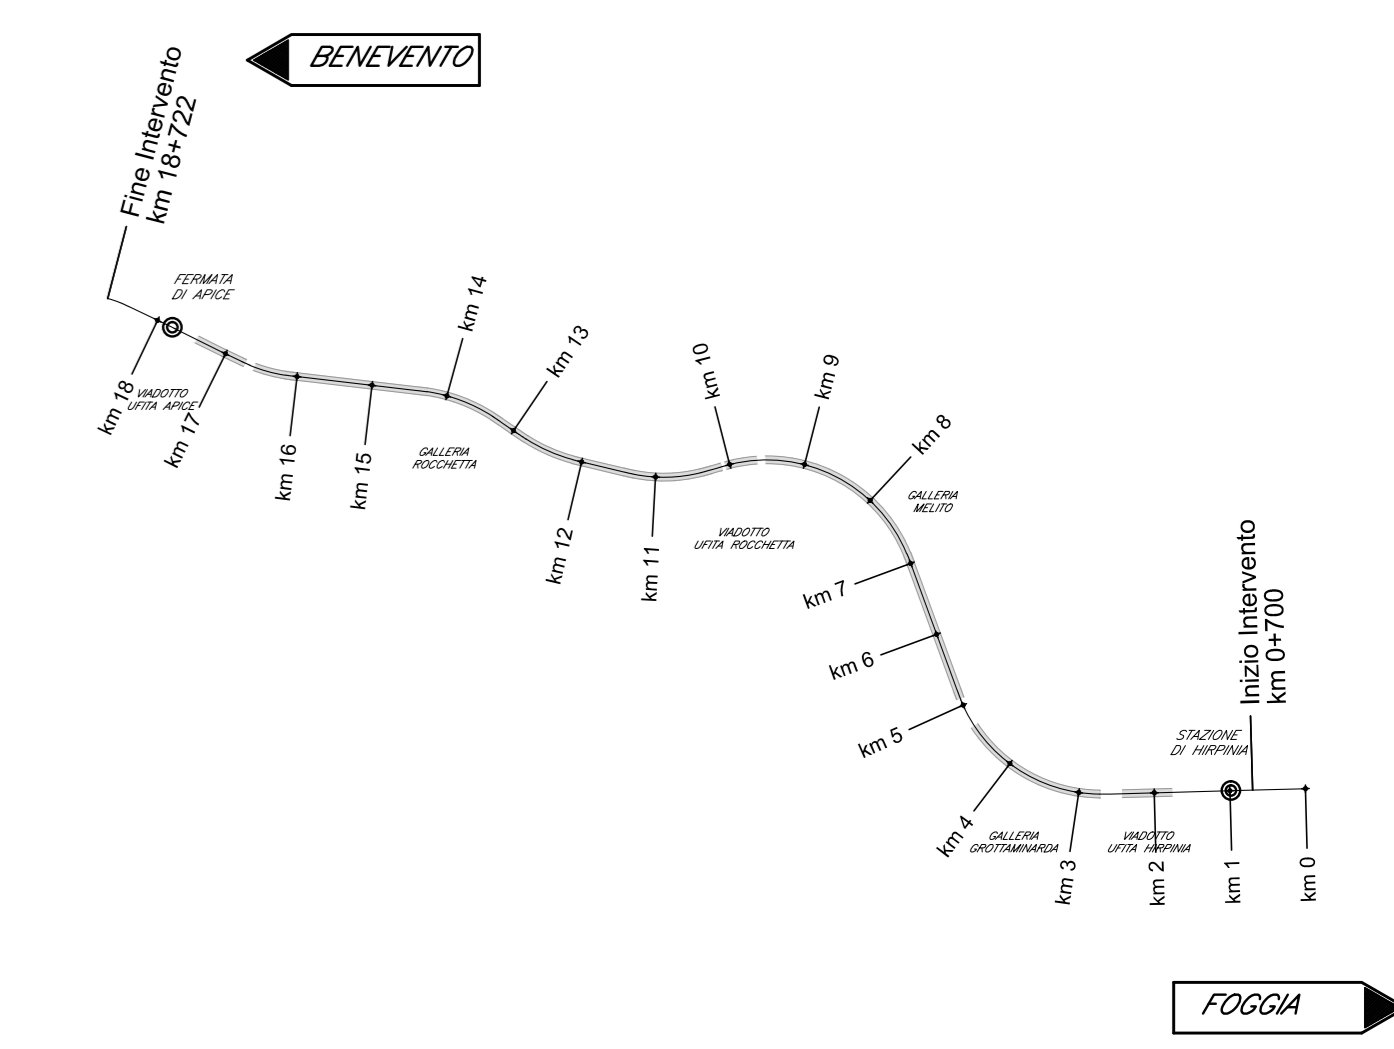 BENEVENTO
Fine Intervento
km 18+722
FERMATA
DI APICE
km 18
VIADOTTO
UFITA APICE
km 17
km 16
km 15
km 14
GALLERIA
ROCCHETTA
km 13
km 12
km 11
km 10
VIADOTTO
UFITA ROCCHETTA
km 9
km 8
GALLERIA
MELITO
km 7
km 6
km 5
km 4
GALLERIA
GROTTAMINARDA
km 3
VIADOTTO
UFITA HIRPINIA
km 2
STAZIONE
DI HIRPINIA
km 1
Inizio Intervento
km 0+700
km 0
FOGGIA